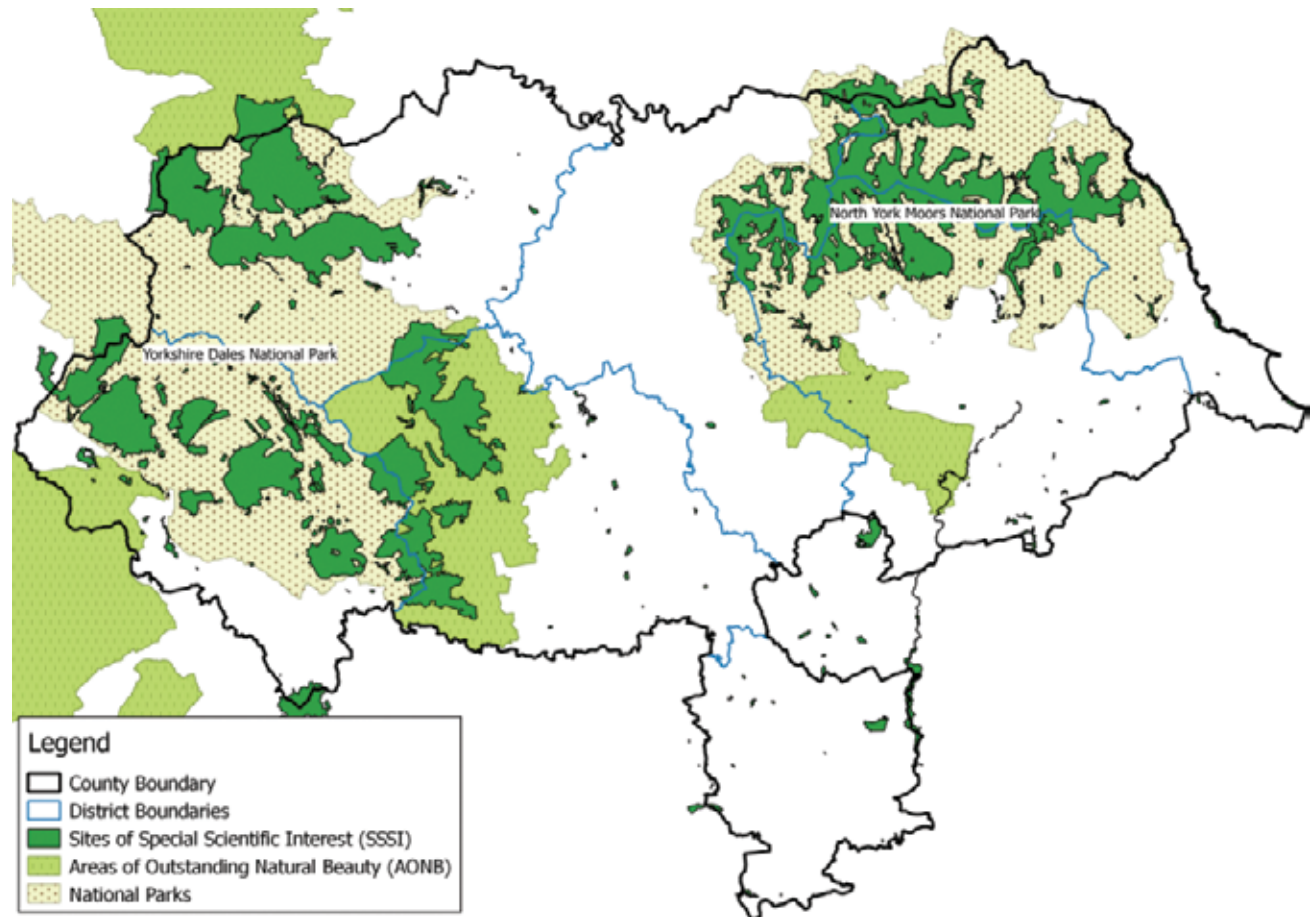 North York Moors National Park
Yorkshire Dales National Park
Legend
County Boundary
District Boundaries
Sites of Special Scientific Interest (SSSI)
Areas of Outstanding Natural Beauty (AONB)
National Parks